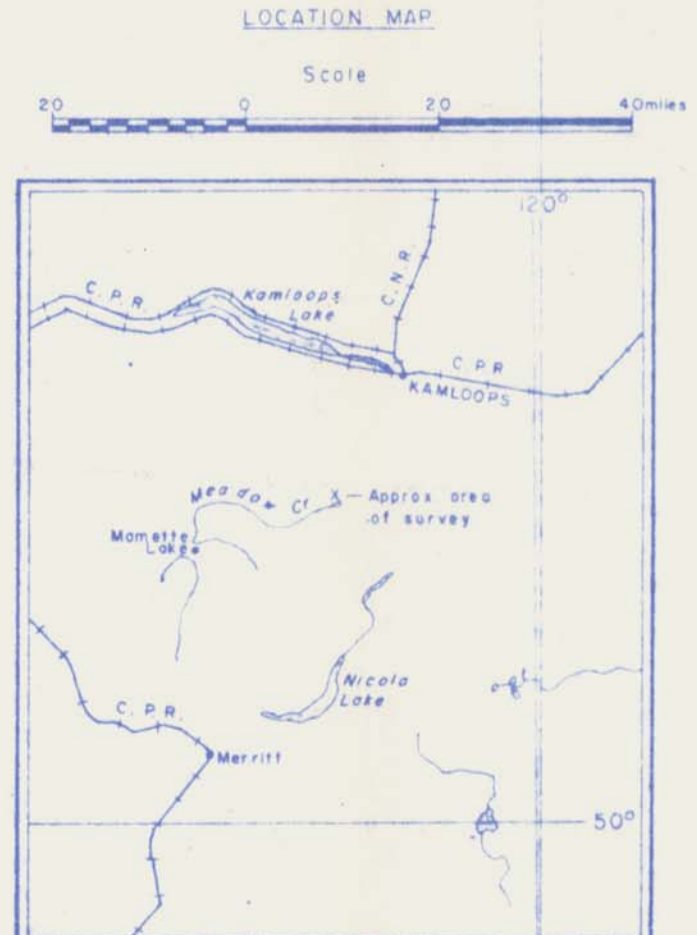 LOCATION MAP
Scale
20 0 20 40 miles
120°
C. P. R.
Kamloops
Lake
C. N. R.
C. P. R
KAMLOOPS
Meadow Cr
X — Approx area
of survey
Mamette
Lake
Nicola
Lake
C. P. R.
Merritt
50°